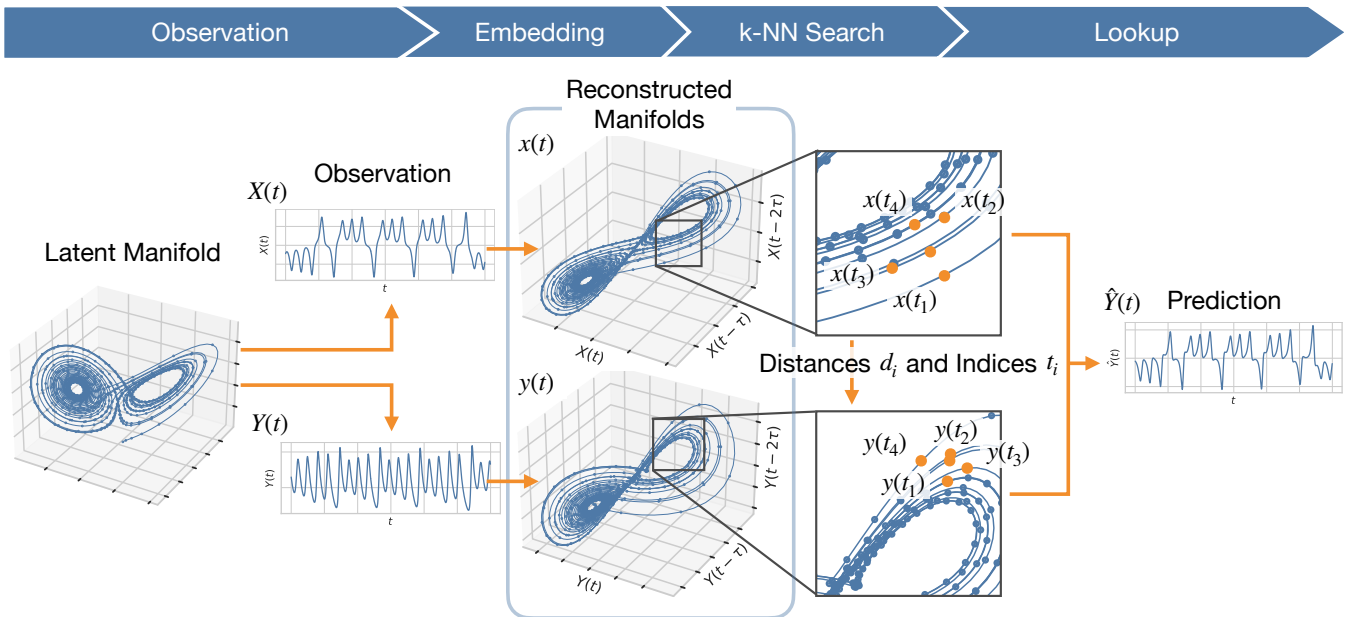 Observation
Embedding
k-NN Search
Lookup
Reconstructed
Manifolds
Latent Manifold
Observation
X(t)
X(t)
t
Y(t)
Y(t)
t
x(t)
X(t)
X(t − τ)
X(t − 2τ)
y(t)
Y(t)
Y(t − τ)
Y(t − 2τ)
x(t₄)
x(t₂)
x(t₃)
x(t₁)
Distances dᵢ and Indices tᵢ
y(t₂)
y(t₄)
y(t₃)
y(t₁)
Ŷ(t)
Prediction
Ŷ(t)
t